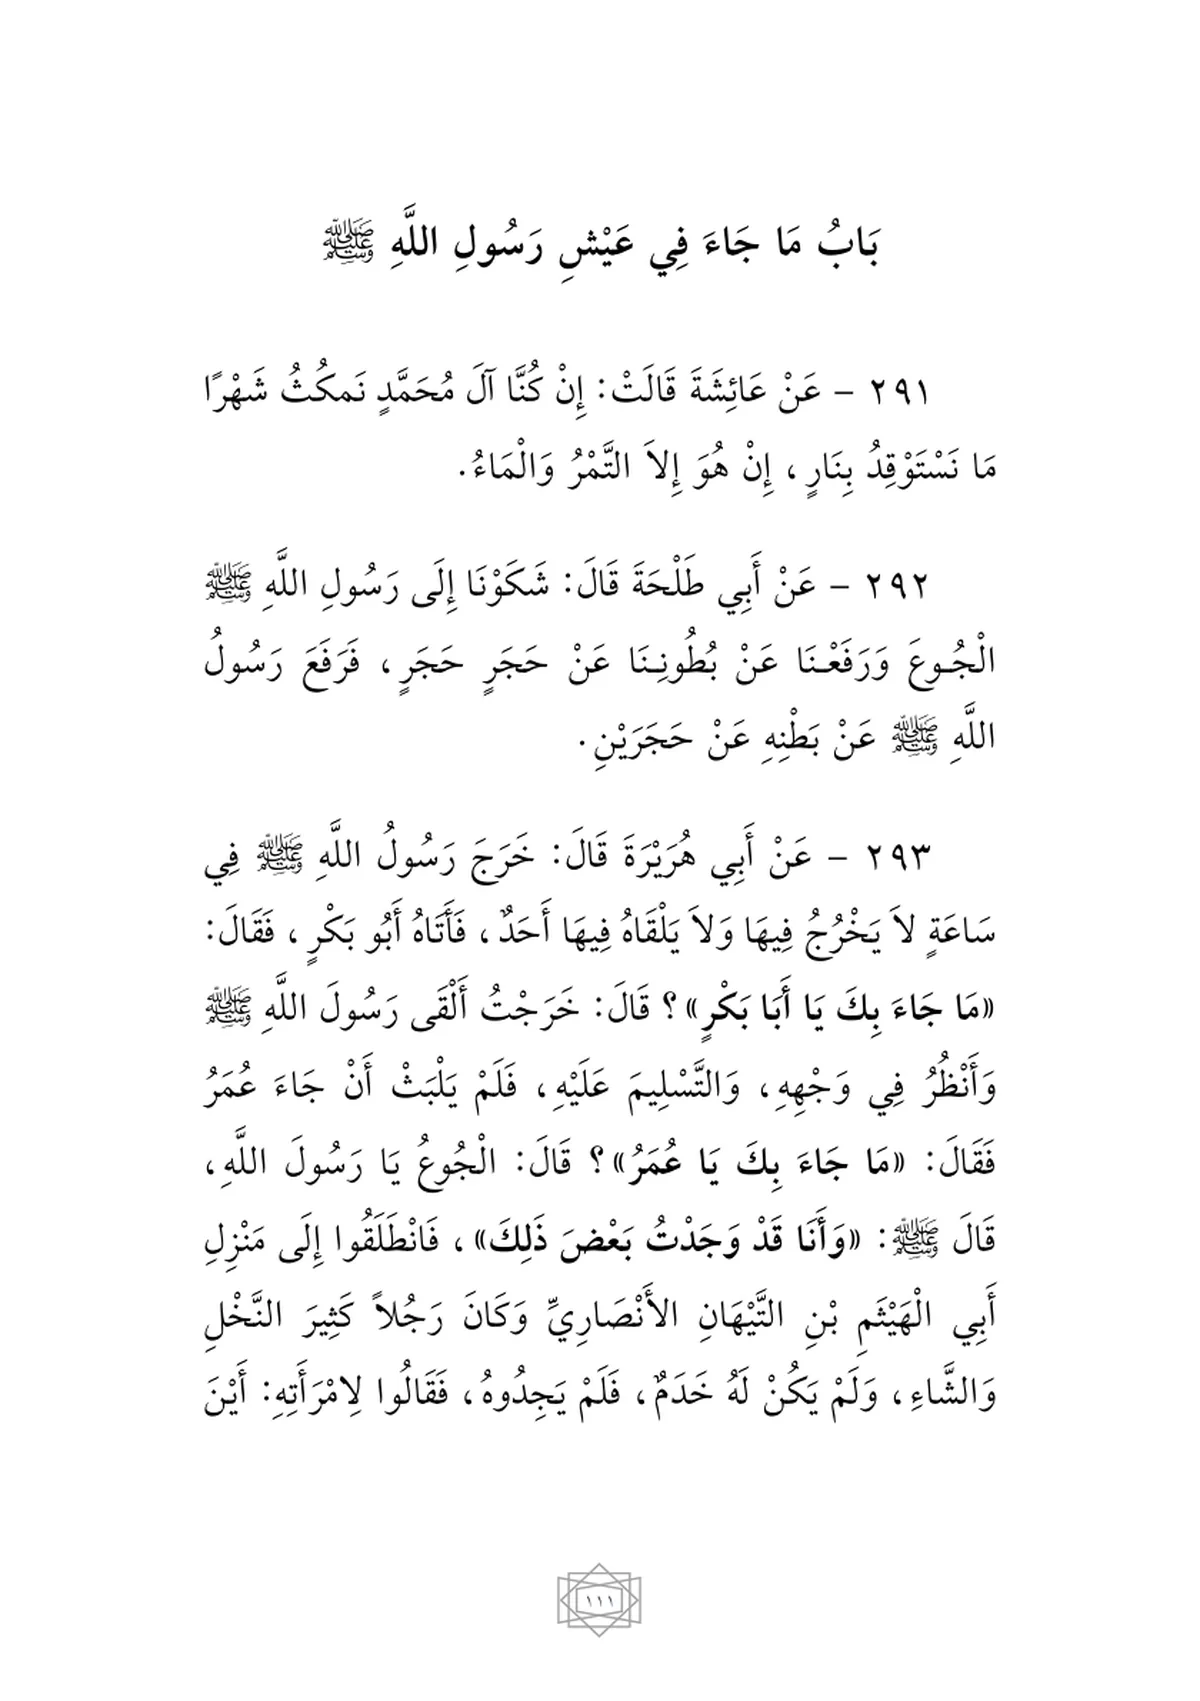 بَابُ مَا جَاءَ فِي عَيْشِ رَسُولِ اللَّهِ ﷺ
٢٩١ – عَنْ عَائِشَةَ قَالَتْ: إِنْ كُنَّا آلَ مُحَمَّدٍ نَمكُثُ شَهْرًا
مَا نَسْتَوْقِدُ بِنَارٍ، إِنْ هُوَ إِلاَ التَّمْرُ وَالْمَاءُ.
٢٩٢ – عَنْ أَبِي طَلْحَةَ قَالَ: شَكَوْنَا إِلَى رَسُولِ اللَّهِ ﷺ
الْجُـوعَ وَرَفَعْـنَا عَنْ بُطُونِـنَا عَنْ حَجَرٍ حَجَرٍ، فَرَفَعَ رَسُولُ
اللَّهِ ﷺ عَنْ بَطْنِهِ عَنْ حَجَرَيْنِ.
٢٩٣ – عَنْ أَبِي هُرَيْرَةَ قَالَ: خَرَجَ رَسُولُ اللَّهِ ﷺ فِي
سَاعَةٍ لاَ يَخْرُجُ فِيهَا وَلاَ يَلْقَاهُ فِيهَا أَحَدٌ، فَأَتَاهُ أَبُو بَكْرٍ، فَقَالَ:
«مَا جَاءَ بِكَ يَا أَبَا بَكْرٍ»؟ قَالَ: خَرَجْتُ أَلْقَى رَسُولَ اللَّهِ ﷺ
وَأَنْظُرُ فِي وَجْهِهِ، وَالتَّسْلِيمَ عَلَيْهِ، فَلَمْ يَلْبَثْ أَنْ جَاءَ عُمَرُ
فَقَالَ: «مَا جَاءَ بِكَ يَا عُمَرُ»؟ قَالَ: الْجُوعُ يَا رَسُولَ اللَّهِ،
قَالَ ﷺ: «وَأَنَا قَدْ وَجَدْتُ بَعْضَ ذَلِكَ»، فَانْطَلَقُوا إِلَى مَنْزِلِ
أَبِي الْهَيْثَمِ بْنِ التَّيْهَانِ الأَنْصَارِيِّ وَكَانَ رَجُلاً كَثِيرَ النَّخْلِ
وَالشَّاءِ، وَلَمْ يَكُنْ لَهُ خَدَمٌ، فَلَمْ يَجِدُوهُ، فَقَالُوا لِامْرَأَتِهِ: أَيْنَ
١١١